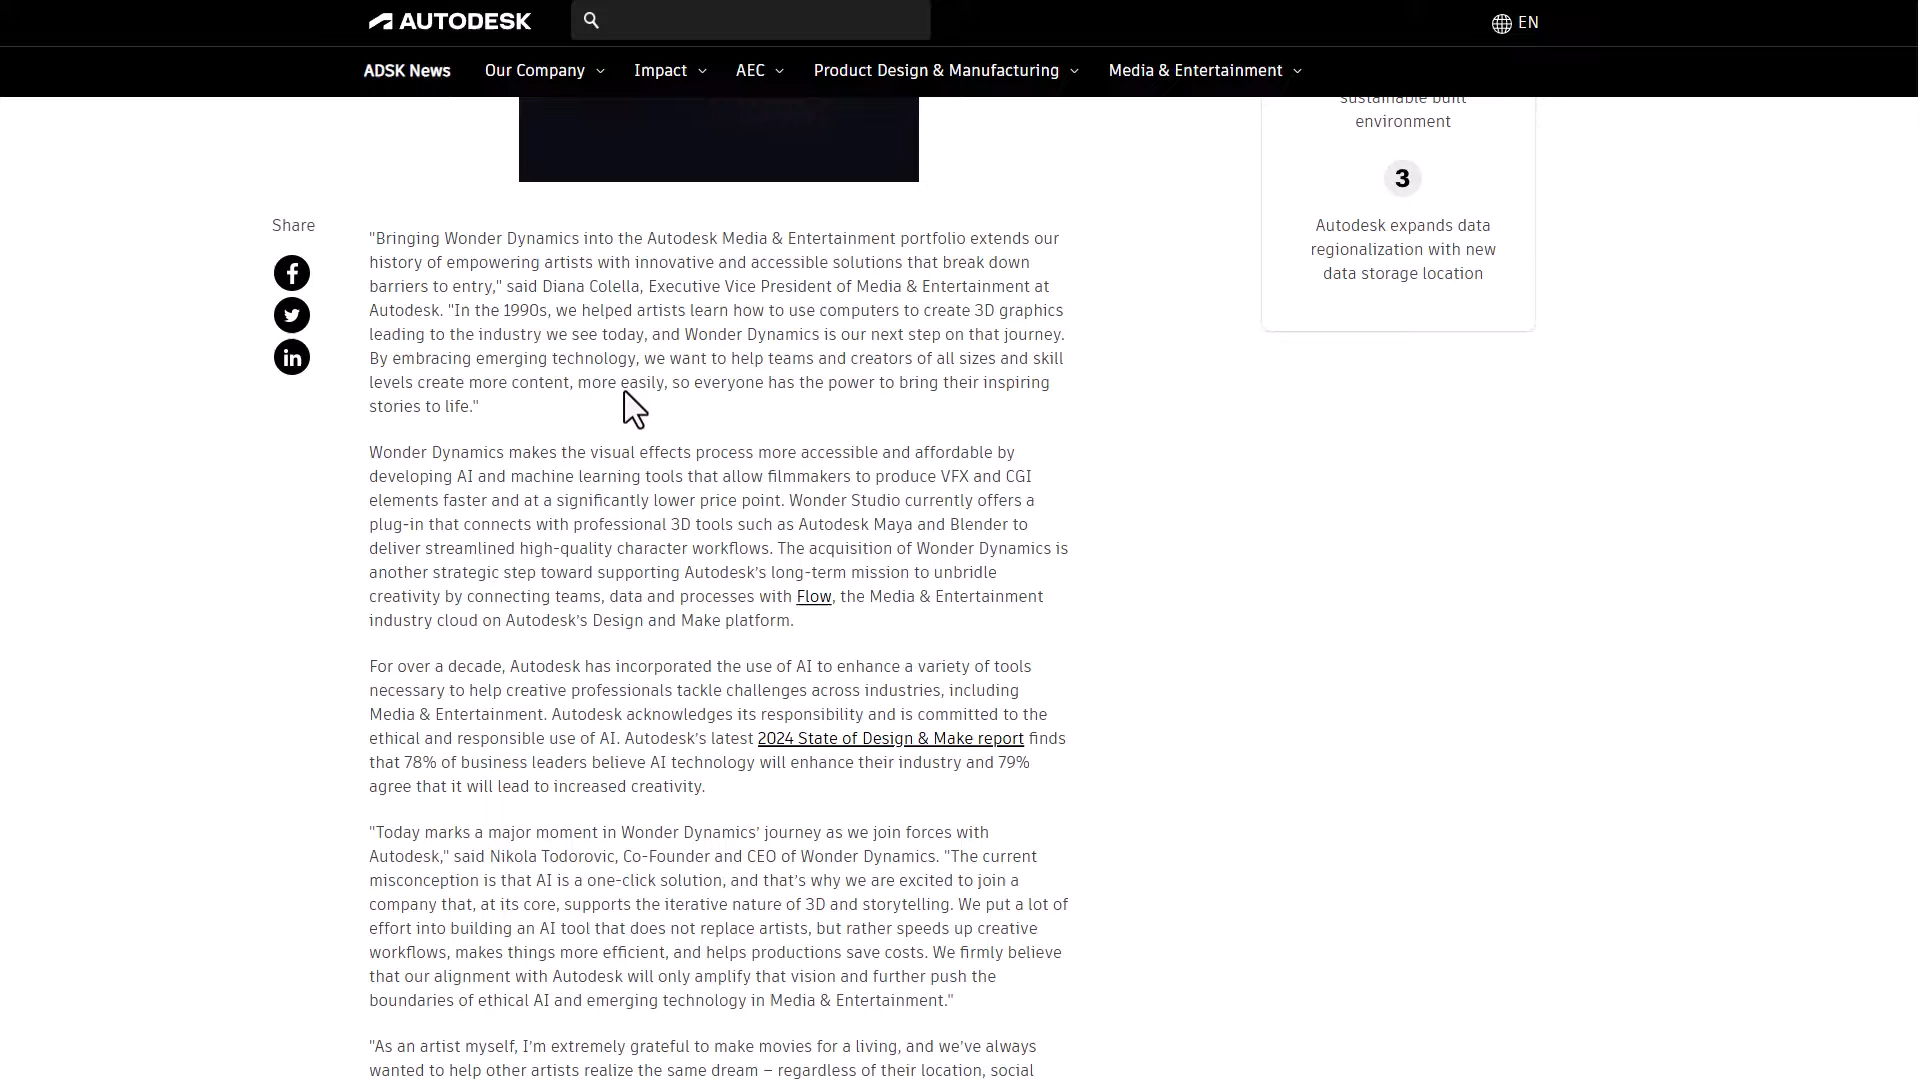 AUTODESK
EN
ADSK News
Our Company
Impact
AEC
Product Design & Manufacturing
Media & Entertainment
sustainable built
environment
3
Autodesk expands data
regionalization with new
data storage location
Share
"Bringing Wonder Dynamics into the Autodesk Media & Entertainment portfolio extends our
history of empowering artists with innovative and accessible solutions that break down
barriers to entry," said Diana Colella, Executive Vice President of Media & Entertainment at
Autodesk. "In the 1990s, we helped artists learn how to use computers to create 3D graphics
leading to the industry we see today, and Wonder Dynamics is our next step on that journey.
By embracing emerging technology, we want to help teams and creators of all sizes and skill
levels create more content, more easily, so everyone has the power to bring their inspiring
stories to life."
Wonder Dynamics makes the visual effects process more accessible and affordable by
developing AI and machine learning tools that allow filmmakers to produce VFX and CGI
elements faster and at a significantly lower price point. Wonder Studio currently offers a
plug-in that connects with professional 3D tools such as Autodesk Maya and Blender to
deliver streamlined high-quality character workflows. The acquisition of Wonder Dynamics is
another strategic step toward supporting Autodesk’s long-term mission to unbridle
creativity by connecting teams, data and processes with Flow, the Media & Entertainment
industry cloud on Autodesk’s Design and Make platform.
For over a decade, Autodesk has incorporated the use of AI to enhance a variety of tools
necessary to help creative professionals tackle challenges across industries, including
Media & Entertainment. Autodesk acknowledges its responsibility and is committed to the
ethical and responsible use of AI. Autodesk’s latest 2024 State of Design & Make report finds
that 78% of business leaders believe AI technology will enhance their industry and 79%
agree that it will lead to increased creativity.
"Today marks a major moment in Wonder Dynamics’ journey as we join forces with
Autodesk," said Nikola Todorovic, Co-Founder and CEO of Wonder Dynamics. "The current
misconception is that AI is a one-click solution, and that’s why we are excited to join a
company that, at its core, supports the iterative nature of 3D and storytelling. We put a lot of
effort into building an AI tool that does not replace artists, but rather speeds up creative
workflows, makes things more efficient, and helps productions save costs. We firmly believe
that our alignment with Autodesk will only amplify that vision and further push the
boundaries of ethical AI and emerging technology in Media & Entertainment."
"As an artist myself, I’m extremely grateful to make movies for a living, and we’ve always
wanted to help other artists realize the same dream – regardless of their location, social